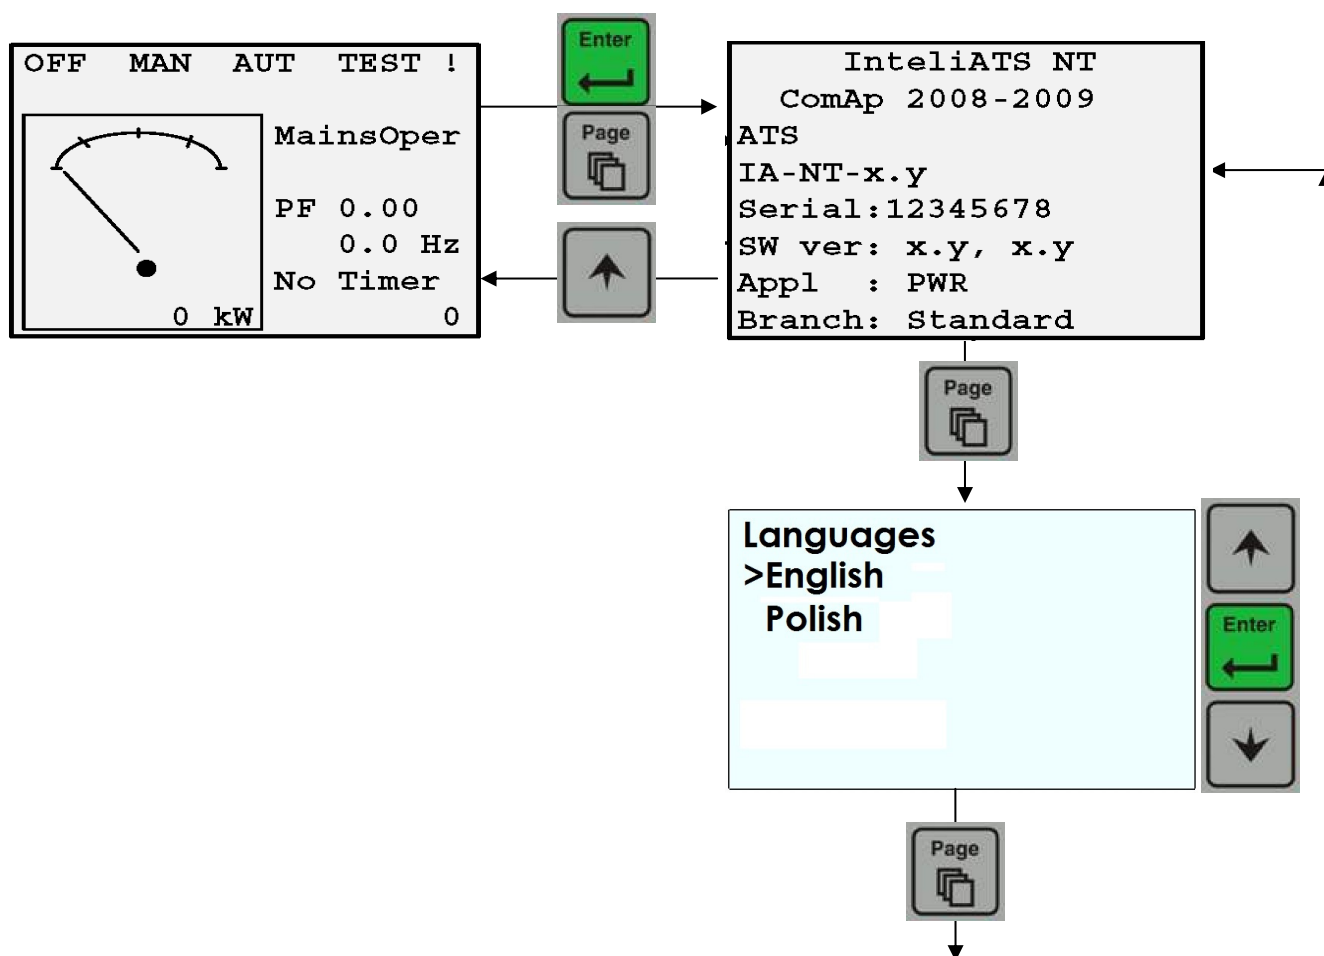 OFF MAN AUT TEST !
MainsOper
PF 0.00
0.0 Hz
No Timer
0 kW
0
Enter
Page
InteliATS NT
ComAp 2008-2009
ATS
IA-NT-x.y
Serial:12345678
SW ver: x.y, x.y
Appl : PWR
Branch: Standard
Page
Languages
>English
Polish
Enter
Page